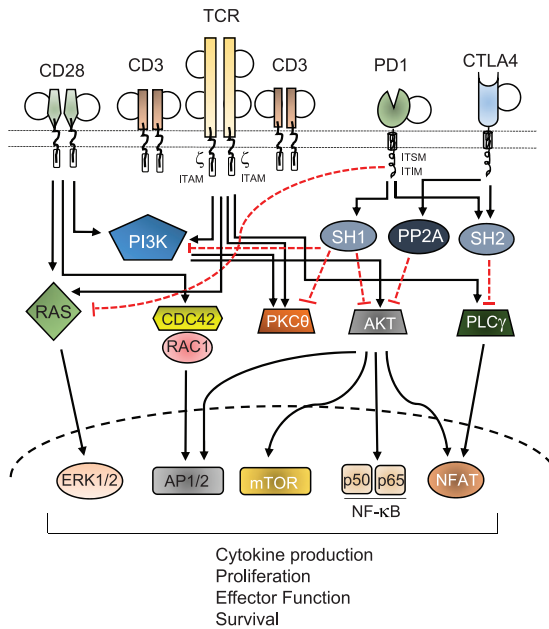 TCR
CD28
CD3
CD3
PD1
CTLA4
ζ
ζ
ITAM
ITAM
ITSM
ITIM
PI3K
SH1
PP2A
SH2
RAS
CDC42
RAC1
PKCθ
AKT
PLCγ
ERK1/2
AP1/2
mTOR
p50
p65
NFAT
NF-κB
Cytokine production
Proliferation
Effector Function
Survival